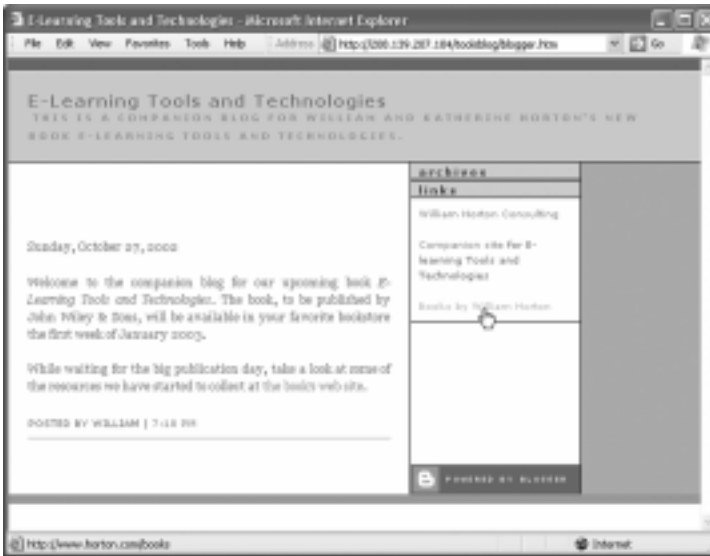 E-Learning Tools and Technologies - Microsoft Internet Explorer
File Edit View Favorites Tools Help Address Go
E-Learning Tools and Technologies
THIS IS A COMPANION BLOG FOR WILLIAM AND KATHERINE HORTON'S NEW
BOOK E-LEARNING TOOLS AND TECHNOLOGIES.
Sunday, October 27, 2002
Welcome to the companion blog for our upcoming book E-
Learning Tools and Technologies. The book, to be published by
John Wiley & Sons, will be available in your favorite bookstore
the first week of January 2003.
While waiting for the big publication day, take a look at some of
the resources we have started to collect at the book's web site.
POSTED BY WILLIAM | 7:18 PM
archives
links
William Horton Consulting
Companion site for E-
learning Tools and
Technologies
Books by William Horton
POWERED BY BLOGGER
http://www.horton.com/books
Internet